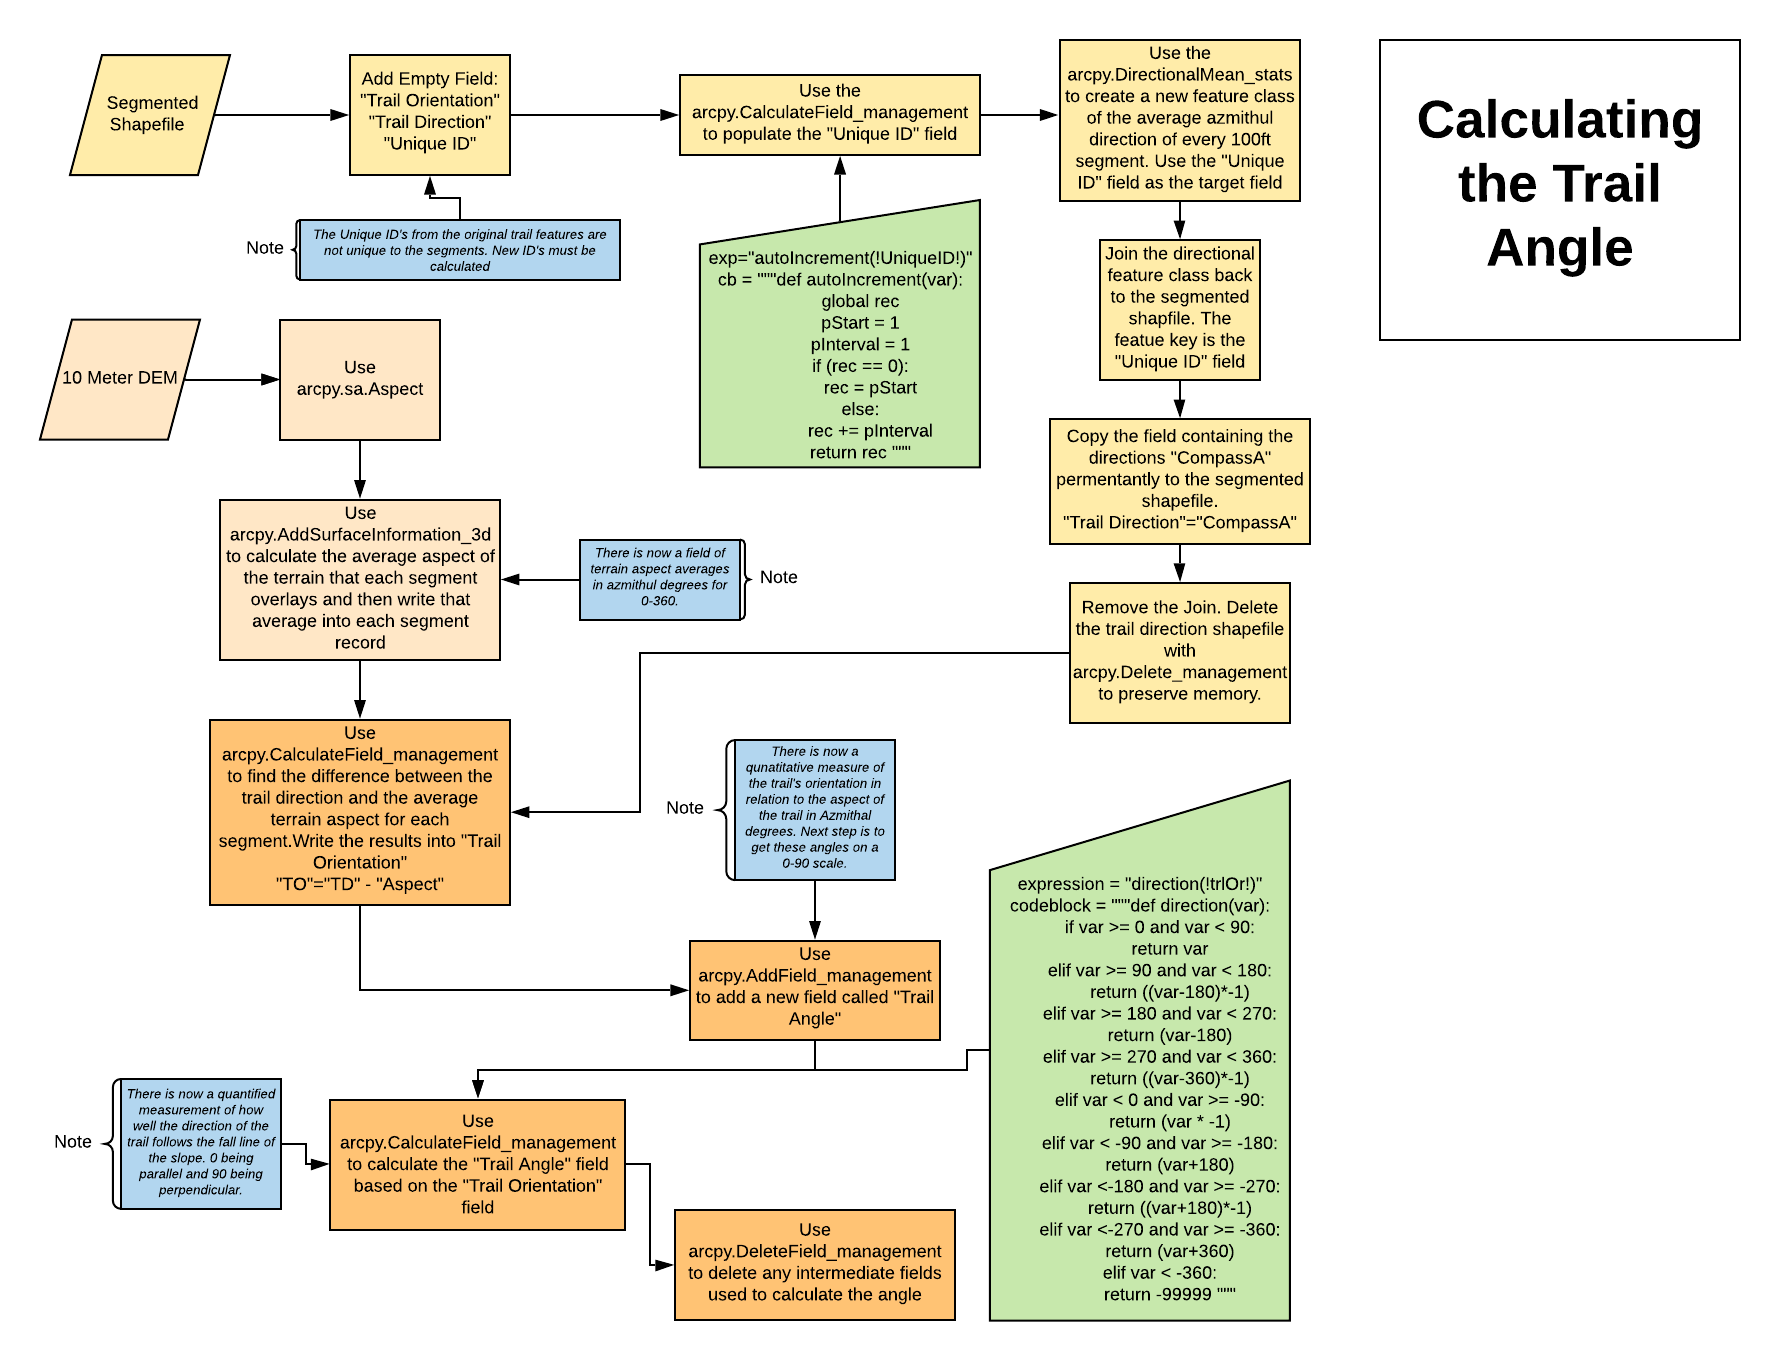 Segmented
Shapefile
Add Empty Field:
"Trail Orientation"
"Trail Direction"
"Unique ID"
Use the
arcpy.CalculateField_management
to populate the "Unique ID" field
Use the
arcpy.DirectionalMean_stats
to create a new feature class
of the average azmithul
direction of every 100ft
segment. Use the "Unique
ID" field as the target field
Calculating
the Trail
Angle
Note
The Unique ID's from the original trail features are
not unique to the segments. New ID's must be
calculated
exp="autoIncrement(!UniqueID!)"
cb = """def autoIncrement(var):
global rec
pStart = 1
pInterval = 1
if (rec == 0):
rec = pStart
else:
rec += pInterval
return rec """
Join the directional
feature class back
to the segmented
shapfile. The
featue key is the
"Unique ID" field
10 Meter DEM
Use
arcpy.sa.Aspect
Copy the field containing the
directions "CompassA"
permentantly to the segmented
shapefile.
"Trail Direction"="CompassA"
Use
arcpy.AddSurfaceInformation_3d
to calculate the average aspect of
the terrain that each segment
overlays and then write that
average into each segment
record
There is now a field of
terrain aspect averages
in azmithul degrees for
0-360.
Note
Remove the Join. Delete
the trail direction shapefile
with
arcpy.Delete_management
to preserve memory.
Use
arcpy.CalculateField_management
to find the difference between the
trail direction and the average
terrain aspect for each
segment.Write the results into "Trail
Orientation"
"TO"="TD" - "Aspect"
Note
There is now a
qunatitative measure of
the trail's orientation in
relation to the aspect of
the trail in Azmithal
degrees. Next step is to
get these angles on a
0-90 scale.
Use
arcpy.AddField_management
to add a new field called "Trail
Angle"
expression = "direction(!trlOr!)"
codeblock = """def direction(var):
if var >= 0 and var < 90:
return var
elif var >= 90 and var < 180:
return ((var-180)*-1)
elif var >= 180 and var < 270:
return (var-180)
elif var >= 270 and var < 360:
return ((var-360)*-1)
elif var < 0 and var >= -90:
return (var * -1)
elif var < -90 and var >= -180:
return (var+180)
elif var <-180 and var >= -270:
return ((var+180)*-1)
elif var <-270 and var >= -360:
return (var+360)
elif var < -360:
return -99999 """
Note
There is now a quantified
measurement of how
well the direction of the
trail follows the fall line of
the slope. 0 being
parallel and 90 being
perpendicular.
Use
arcpy.CalculateField_management
to calculate the "Trail Angle" field
based on the "Trail Orientation"
field
Use
arcpy.DeleteField_management
to delete any intermediate fields
used to calculate the angle